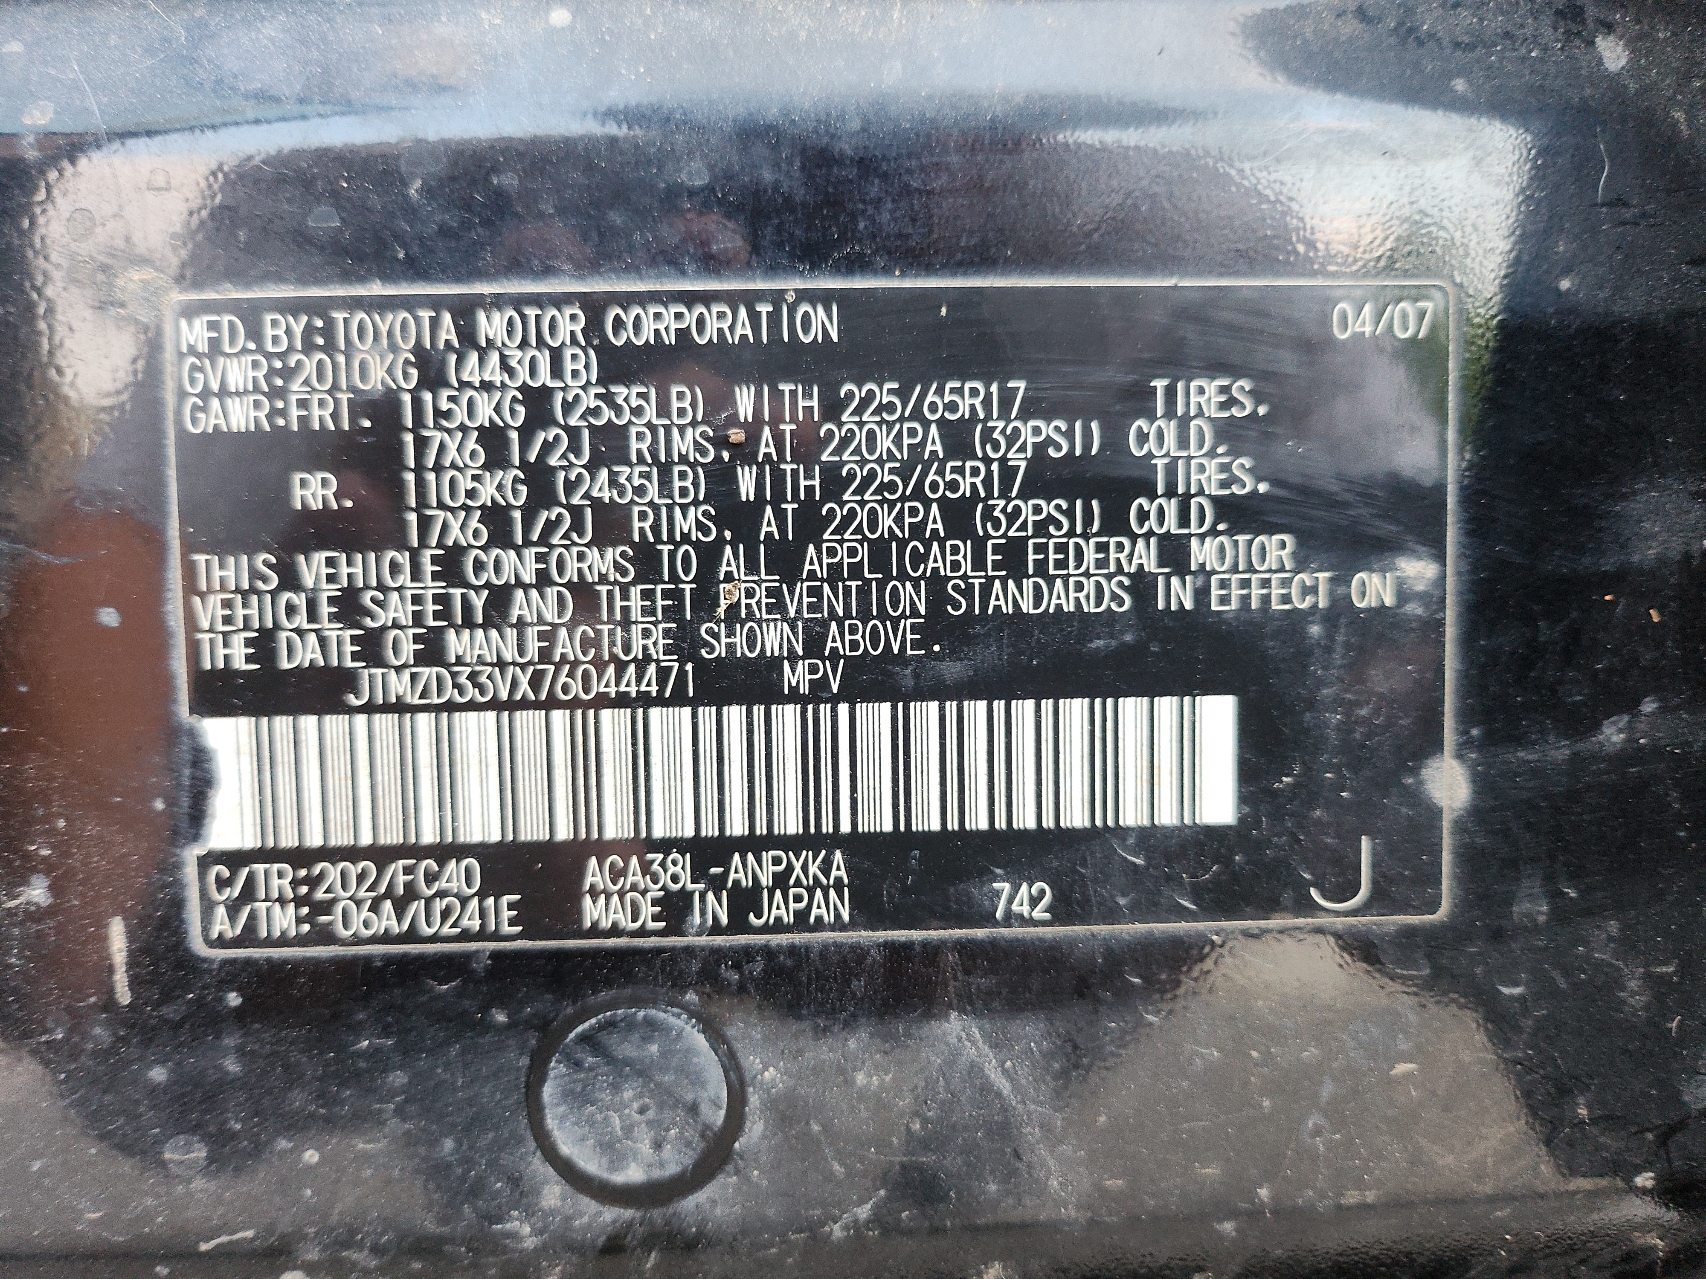 MFD. BY: TOYOTA MOTOR CORPORATION 04/07
GVWR: 2010KG (4430LB)
GAWR: FRT. 1150KG (2535LB) WITH 225/65R17 TIRES,
17X6 1/2J RIMS, AT 220KPA (32PSI) COLD.
RR. 1105KG (2435LB) WITH 225/65R17 TIRES,
17X6 1/2J RIMS, AT 220KPA (32PSI) COLD.
THIS VEHICLE CONFORMS TO ALL APPLICABLE FEDERAL MOTOR
VEHICLE SAFETY AND THEFT PREVENTION STANDARDS IN EFFECT ON
THE DATE OF MANUFACTURE SHOWN ABOVE.
JTMZD33VX76044471 MPV
C/TR: 202/FC40 ACA38L-ANPXKA
A/TM: -06A/U241E MADE IN JAPAN 742 J